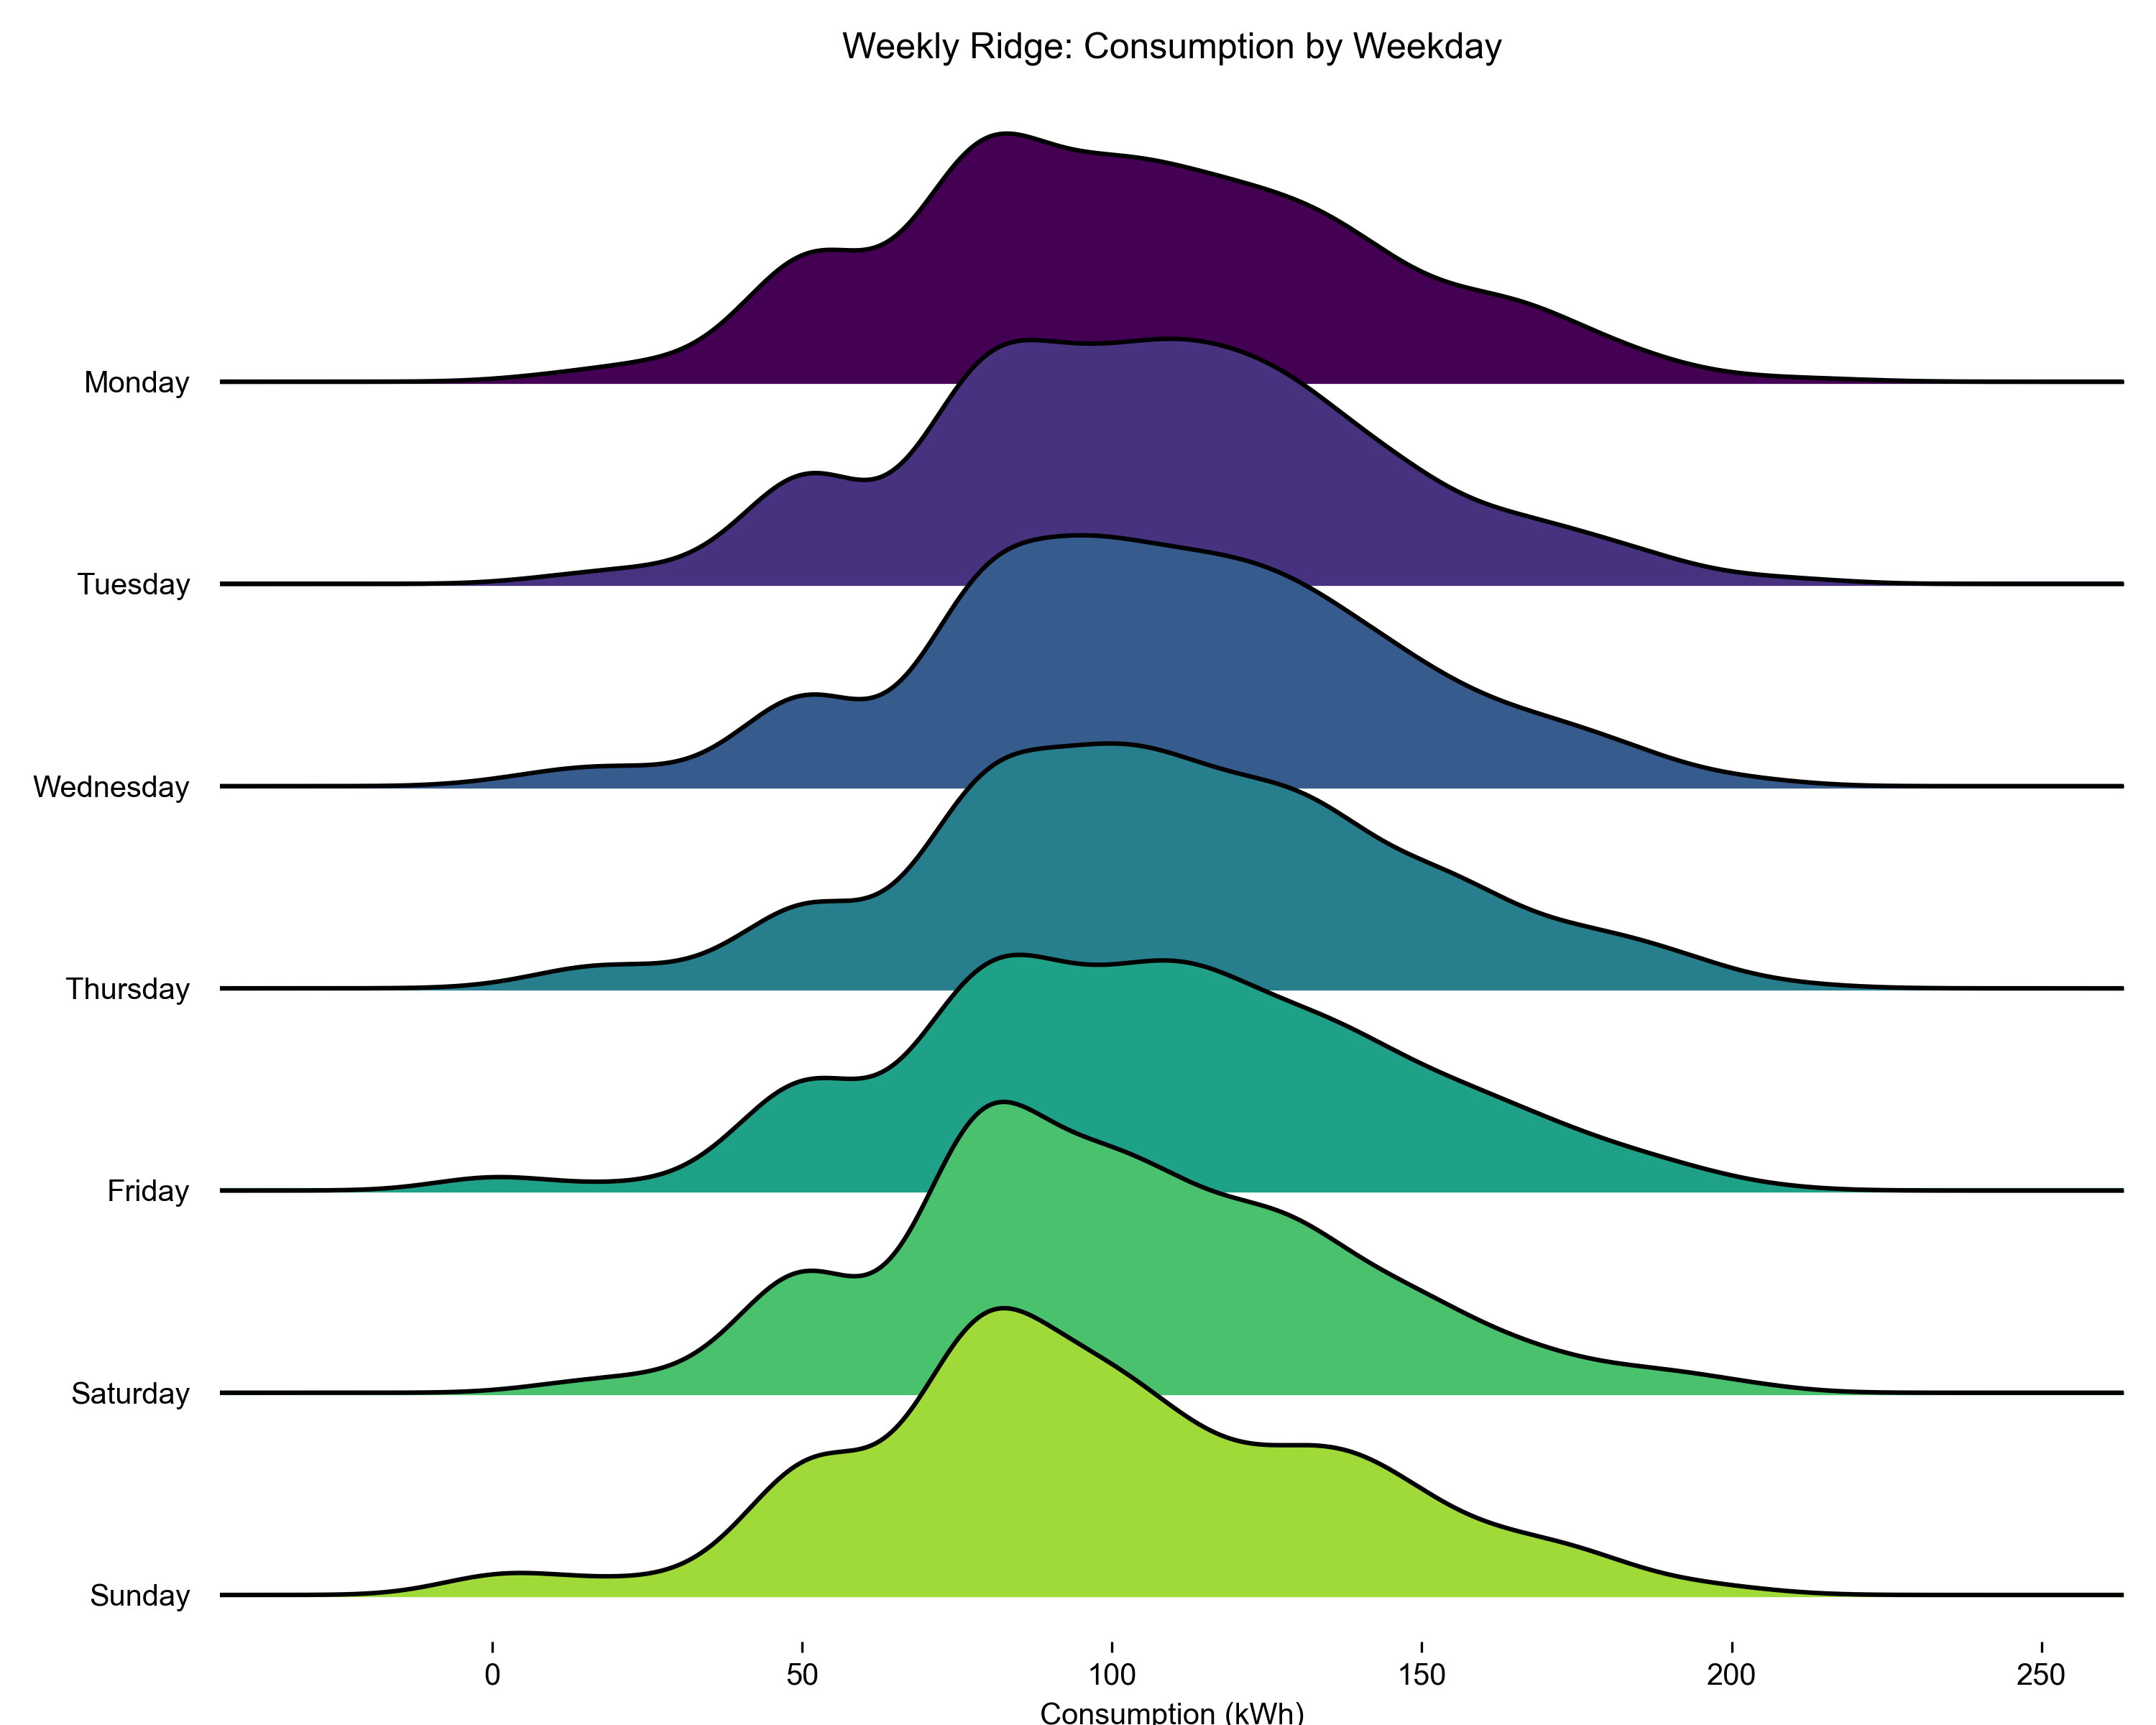 Weekly Ridge: Consumption by Weekday
Monday
Tuesday
Wednesday
Thursday
Friday
Saturday
Sunday
0 50 100 150 200 250
Consumption (kWh)